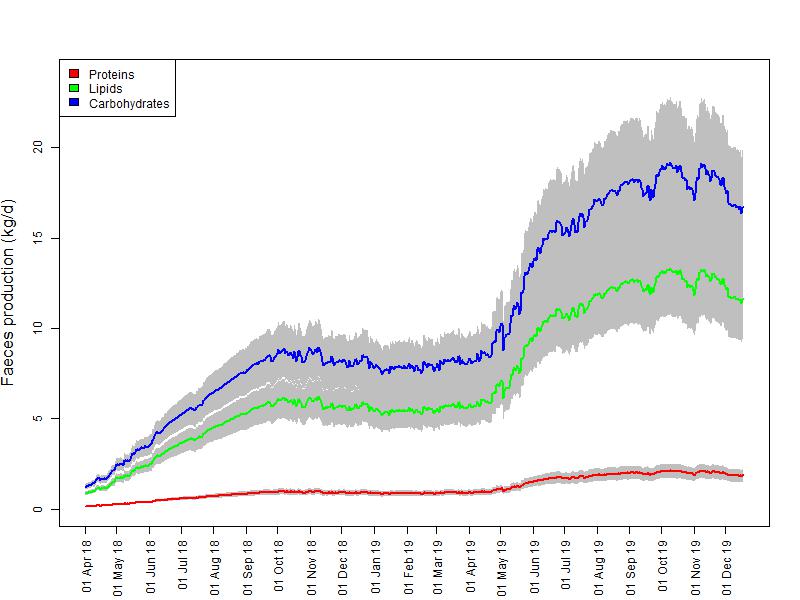 Proteins
Lipids
Carbohydrates
Faeces production (kg/d)
20
15
10
5
0
01 Apr 18
01 May 18
01 Jun 18
01 Jul 18
01 Aug 18
01 Sep 18
01 Oct 18
01 Nov 18
01 Dec 18
01 Jan 19
01 Feb 19
01 Mar 19
01 Apr 19
01 May 19
01 Jun 19
01 Jul 19
01 Aug 19
01 Sep 19
01 Oct 19
01 Nov 19
01 Dec 19